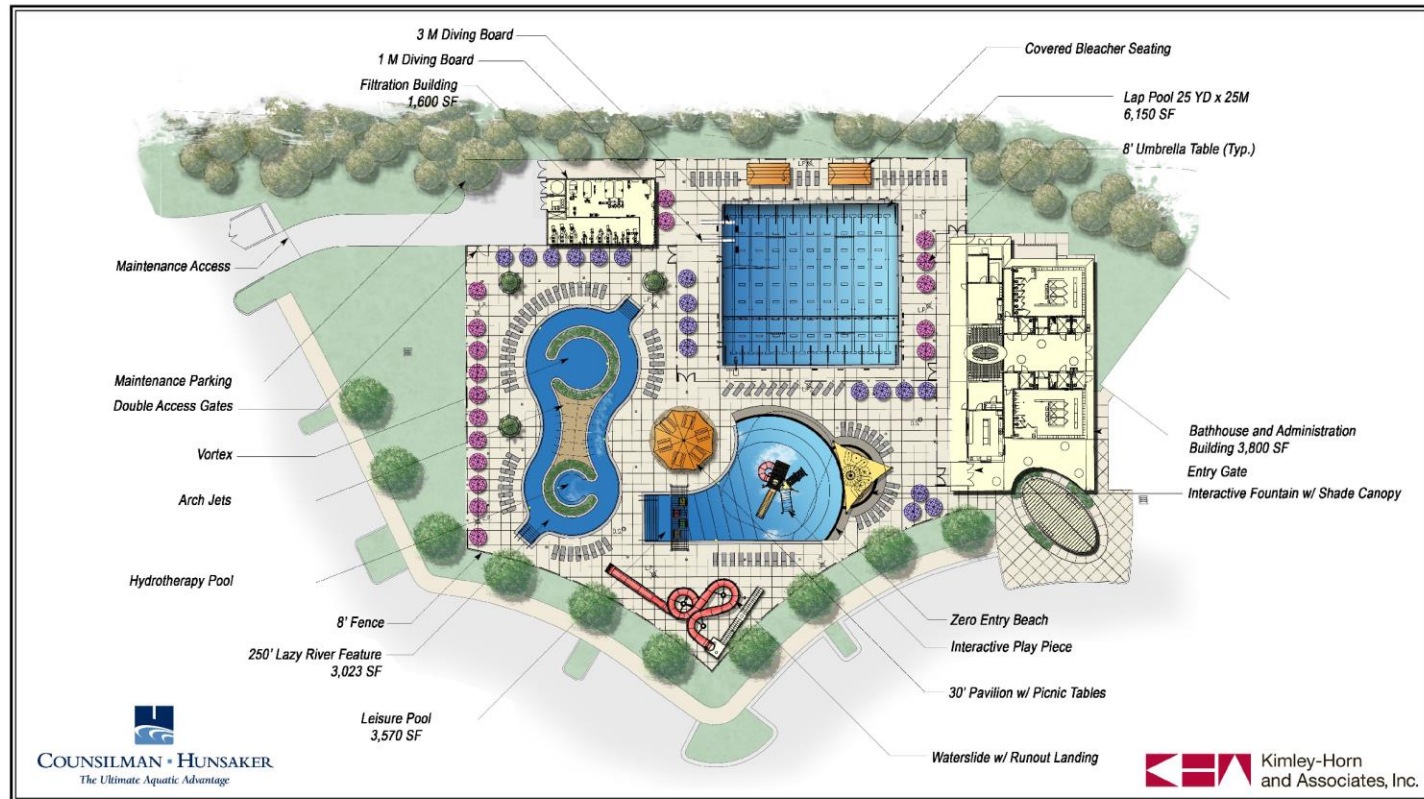 3 M Diving Board
1 M Diving Board
Filtration Building
1,600 SF
Covered Bleacher Seating
Lap Pool 25 YD x 25M
6,150 SF
8' Umbrella Table (Typ.)
Maintenance Access
Maintenance Parking
Double Access Gates
Vortex
Arch Jets
Hydrotherapy Pool
8' Fence
250' Lazy River Feature
3,023 SF
Leisure Pool
3,570 SF
Bathhouse and Administration
Building 3,800 SF
Entry Gate
Interactive Fountain w/ Shade Canopy
Zero Entry Beach
Interactive Play Piece
30' Pavilion w/ Picnic Tables
Waterslide w/ Runout Landing
COUNSILMAN • HUNSAKER
The Ultimate Aquatic Advantage
Kimley-Horn
and Associates, Inc.